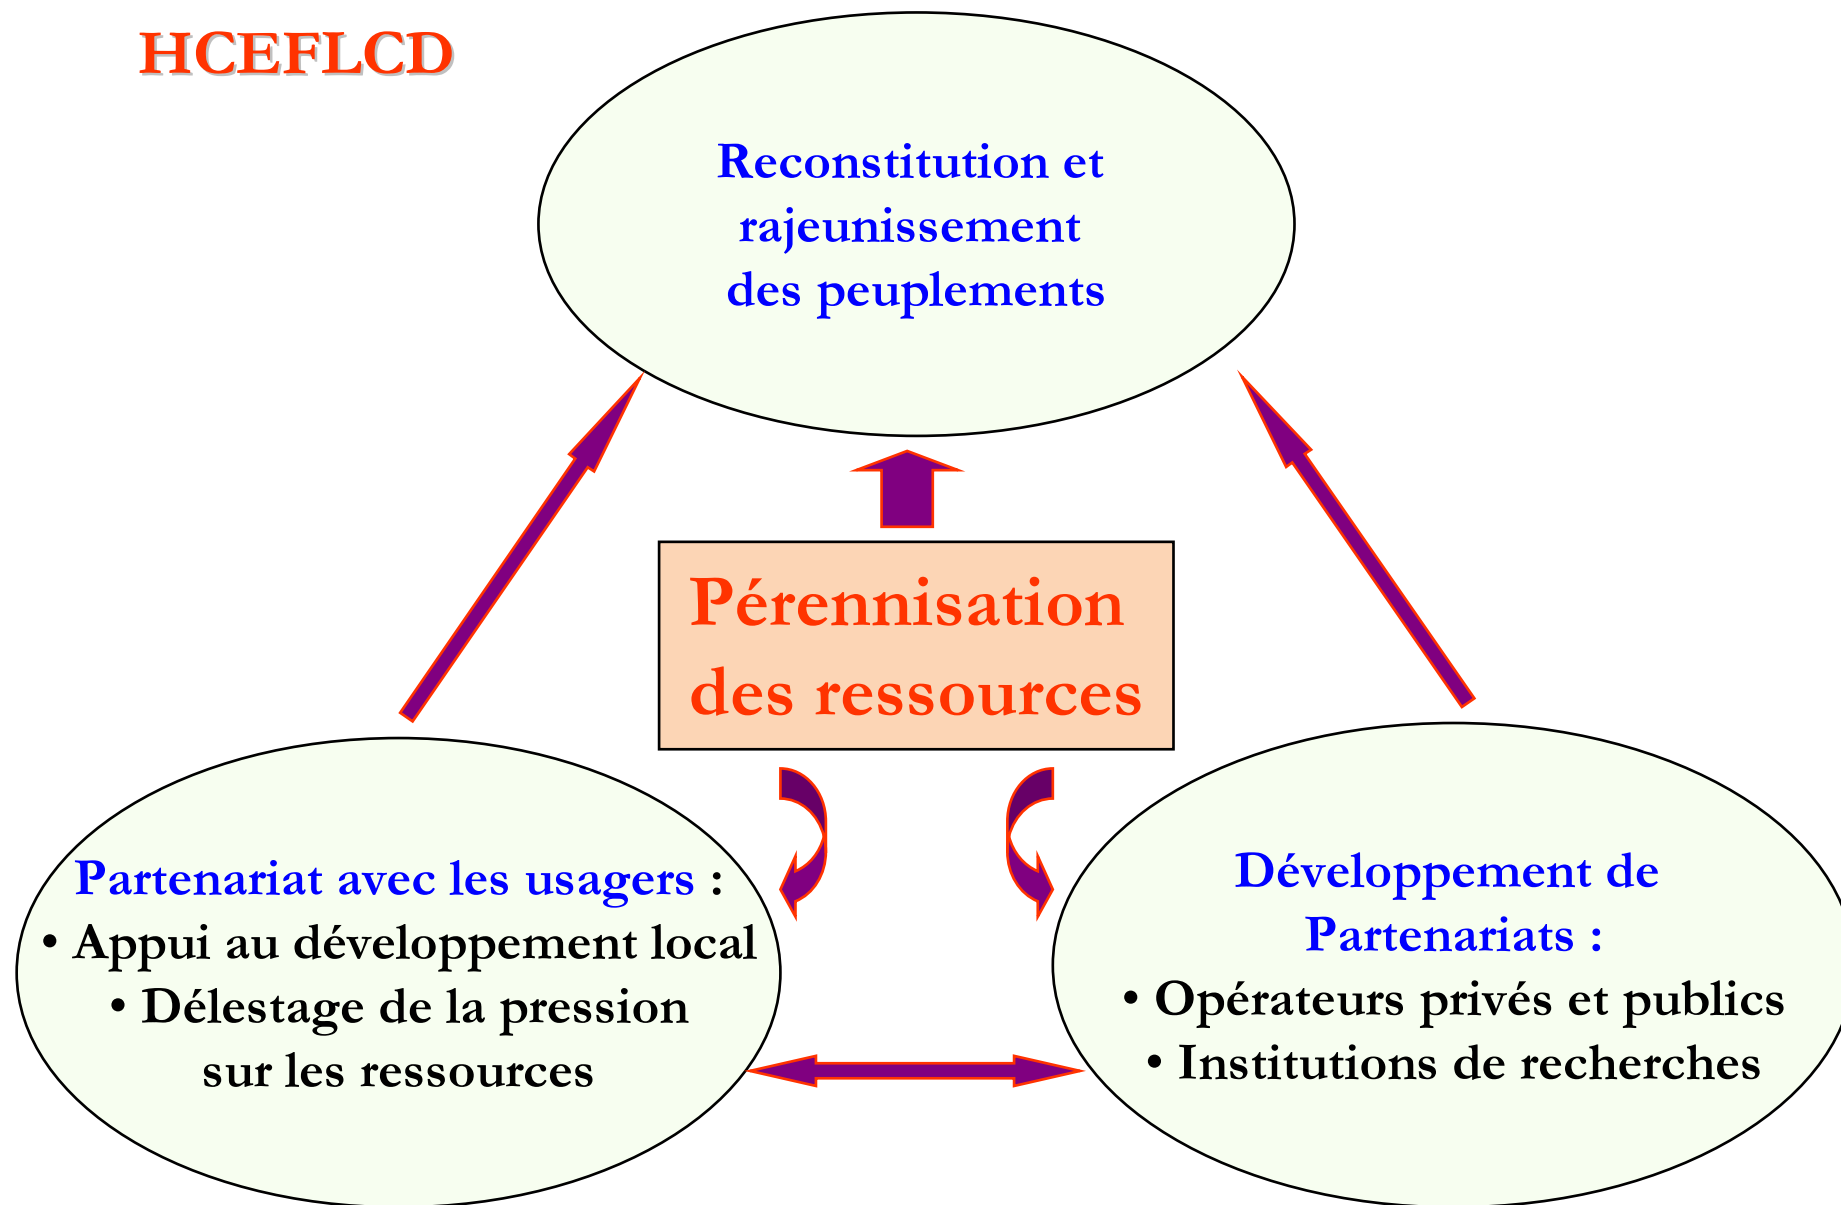 HCEFLCD
Reconstitution et
rajeunissement
des peuplements
Pérennisation
des ressources
Partenariat avec les usagers :
• Appui au développement local
• Délestage de la pression
sur les ressources
Développement de
Partenariats :
• Opérateurs privés et publics
• Institutions de recherches